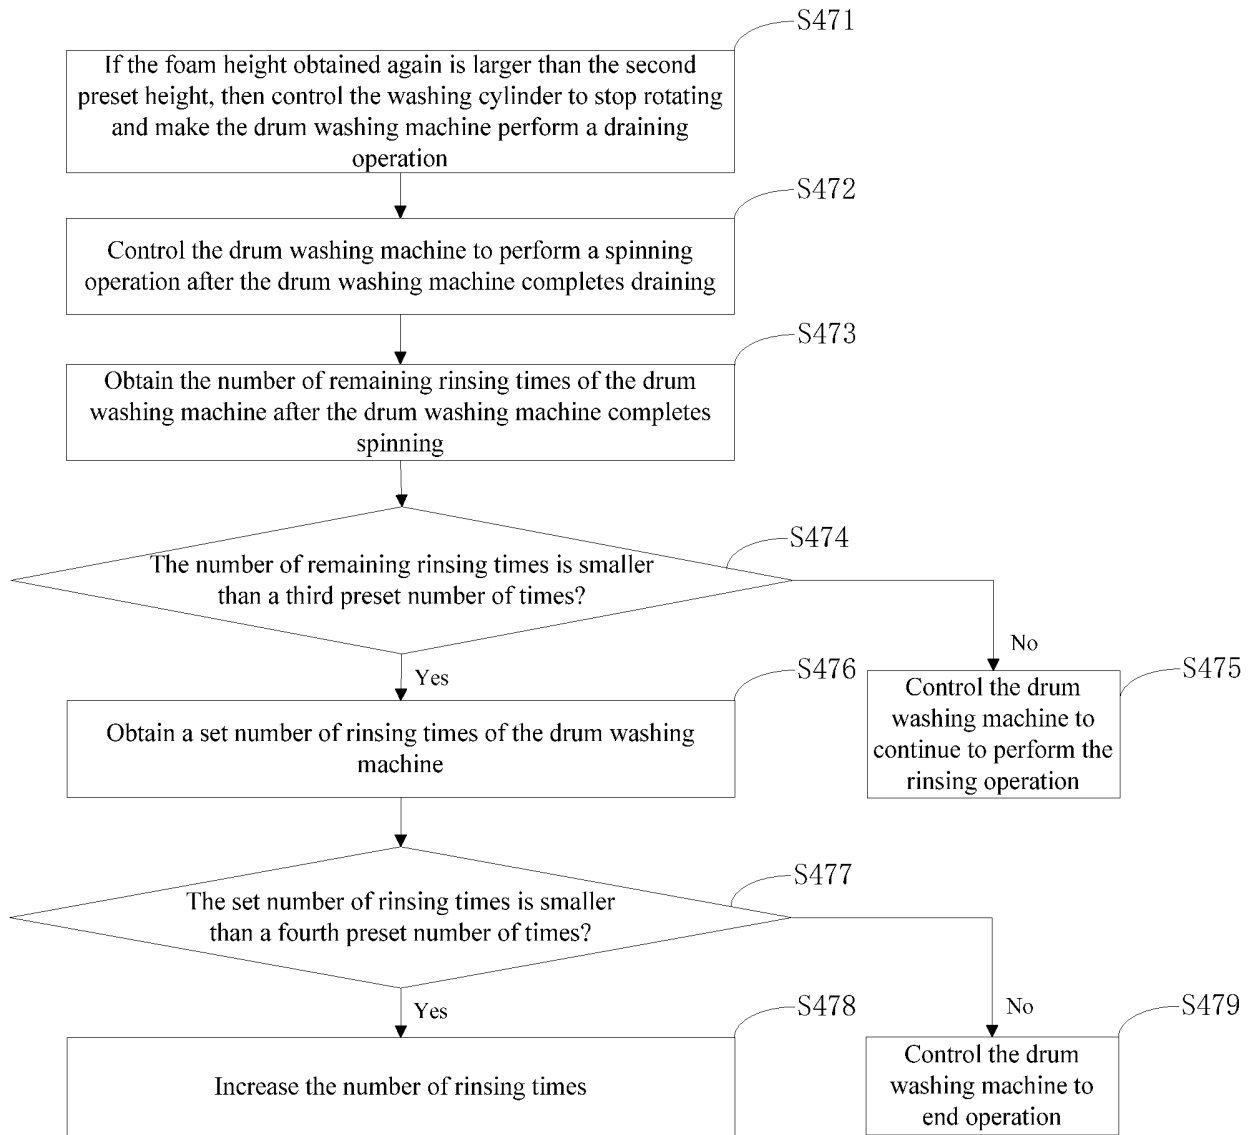 S471
If the foam height obtained again is larger than the second
preset height, then control the washing cylinder to stop rotating
and make the drum washing machine perform a draining
operation
S472
Control the drum washing machine to perform a spinning
operation after the drum washing machine completes draining
S473
Obtain the number of remaining rinsing times of the drum
washing machine after the drum washing machine completes
spinning
S474
The number of remaining rinsing times is smaller
than a third preset number of times?
No
Yes
S476
S475
Control the drum
washing machine to
continue to perform the
rinsing operation
Obtain a set number of rinsing times of the drum washing
machine
S477
The set number of rinsing times is smaller
than a fourth preset number of times?
Yes
No
S478
S479
Increase the number of rinsing times
Control the drum
washing machine to
end operation